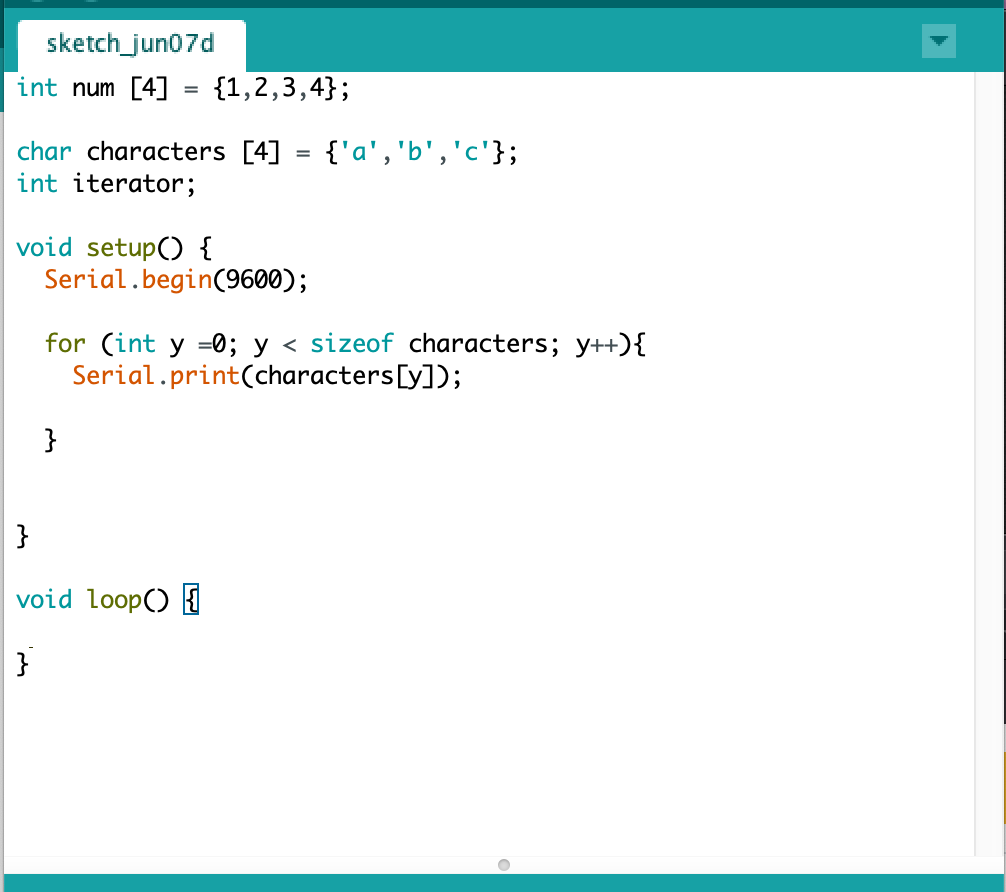 sketch_jun07d
int num [4] = {1,2,3,4};
char characters [4] = {'a','b','c'};
int iterator;
void setup() {
  Serial.begin(9600);
  for (int y =0; y < sizeof characters; y++){
    Serial.print(characters[y]);
  }
}
void loop() {
}